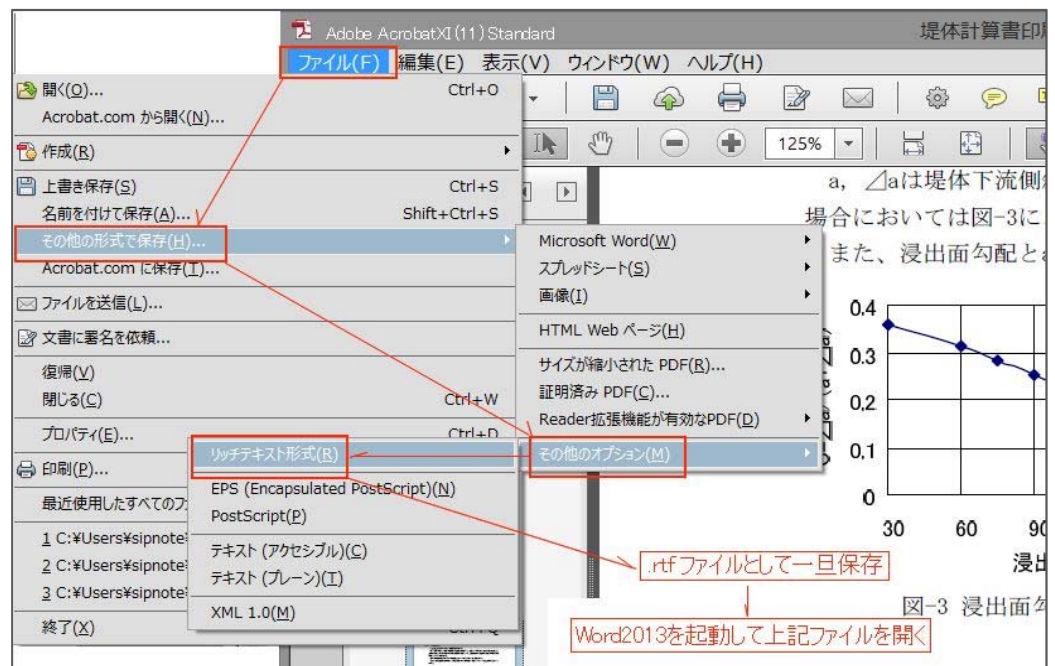 Adobe AcrobatXI(11)Standard
堤体計算書印
ファイル(F) 編集(E) 表示(V) ウィンドウ(W) ヘルプ(H)
開く(O)... Ctrl+O
Acrobat.com から開く(N)...
作成(R)
上書き保存(S) Ctrl+S
名前を付けて保存(A)... Shift+Ctrl+S
その他の形式で保存(H)...
Acrobat.com に保存(T)...
ファイルを送信(L)...
文書に署名を依頼...
復帰(V)
閉じる(C) Ctrl+W
プロパティ(E)... Ctrl+D
印刷(P)...
最近使用したすべてのフ
1 C:¥Users¥sipnote
2 C:¥Users¥sipnote
3 C:¥Users¥sipnote
終了(X) Ctrl+Q
Microsoft Word(W)
スプレッドシート(S)
画像(I)
HTML Web ページ(H)
サイズが縮小された PDF(R)...
証明済み PDF(C)...
Reader拡張機能が有効なPDF(D)
その他のオプション(M)
リッチテキスト形式(R)
EPS (Encapsulated PostScript)(N)
PostScript(P)
テキスト (アクセシブル)(C)
テキスト (プレーン)(T)
XML 1.0(M)
125%
a, ⊿aは堤体下流側
場合においては図-3に
また、浸出面勾配とa
0.4
0.3
0.2
0.1
0
30 60 90
浸出
図-3 浸出面勾
.rtfファイルとして一旦保存
Word2013を起動して上記ファイルを開く